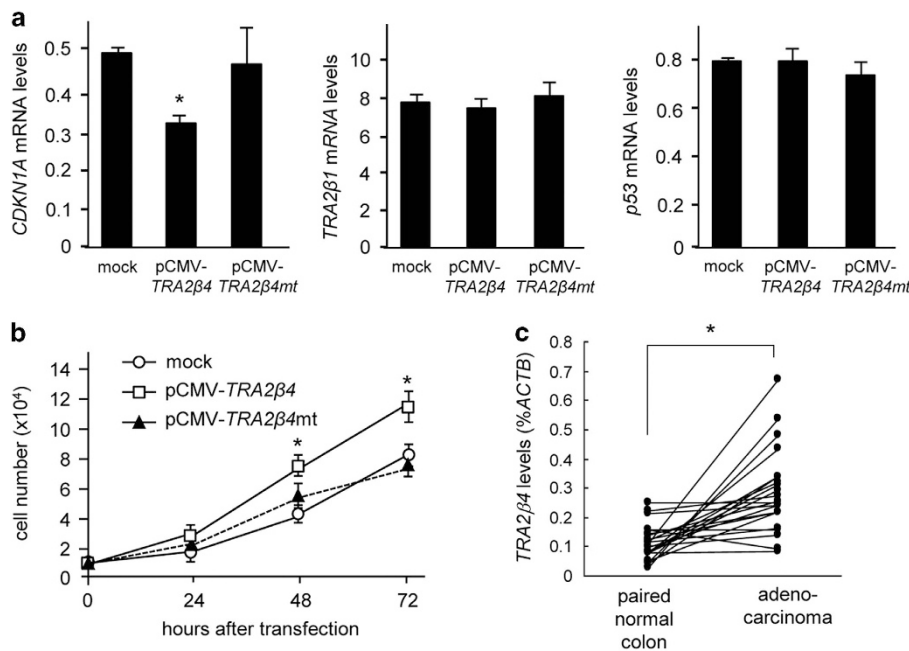 a
CDKN1A mRNA levels
0.5
0.4
0.3
0.2
0.1
0
mock
pCMV-
TRA2β4
pCMV-
TRA2β4mt
TRA2β1 mRNA levels
10
8
6
4
2
0
mock
pCMV-
TRA2β4
pCMV-
TRA2β4mt
p53 mRNA levels
0.8
0.6
0.4
0.2
0
mock
pCMV-
TRA2β4
pCMV-
TRA2β4mt
*
b
cell number (x10⁴)
14
12
10
8
6
4
2
1
0
mock
pCMV-TRA2β4
pCMV-TRA2β4mt
*
*
0
24
48
72
hours after transfection
c
TRA2β4 levels (%ACTB)
0.8
0.7
0.6
0.5
0.4
0.3
0.2
0.1
0
*
paired
normal
colon
adeno-
carcinoma